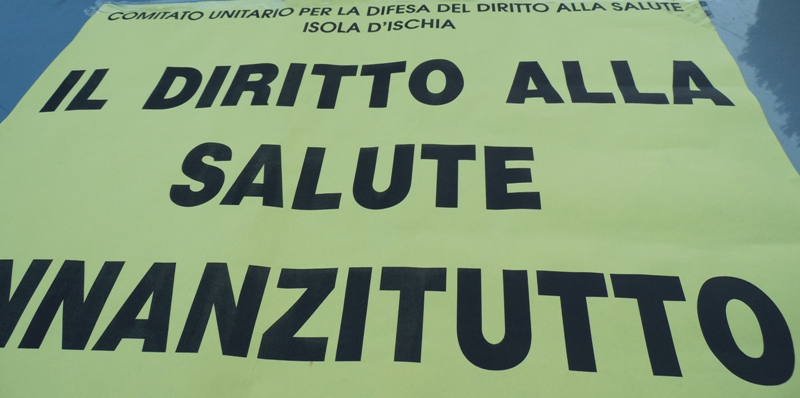 COMITATO UNITARIO PER LA DIFESA DEL DIRITTO ALLA SALUTE
ISOLA D'ISCHIA
IL DIRITTO ALLA
SALUTE
NNANZITUTTO